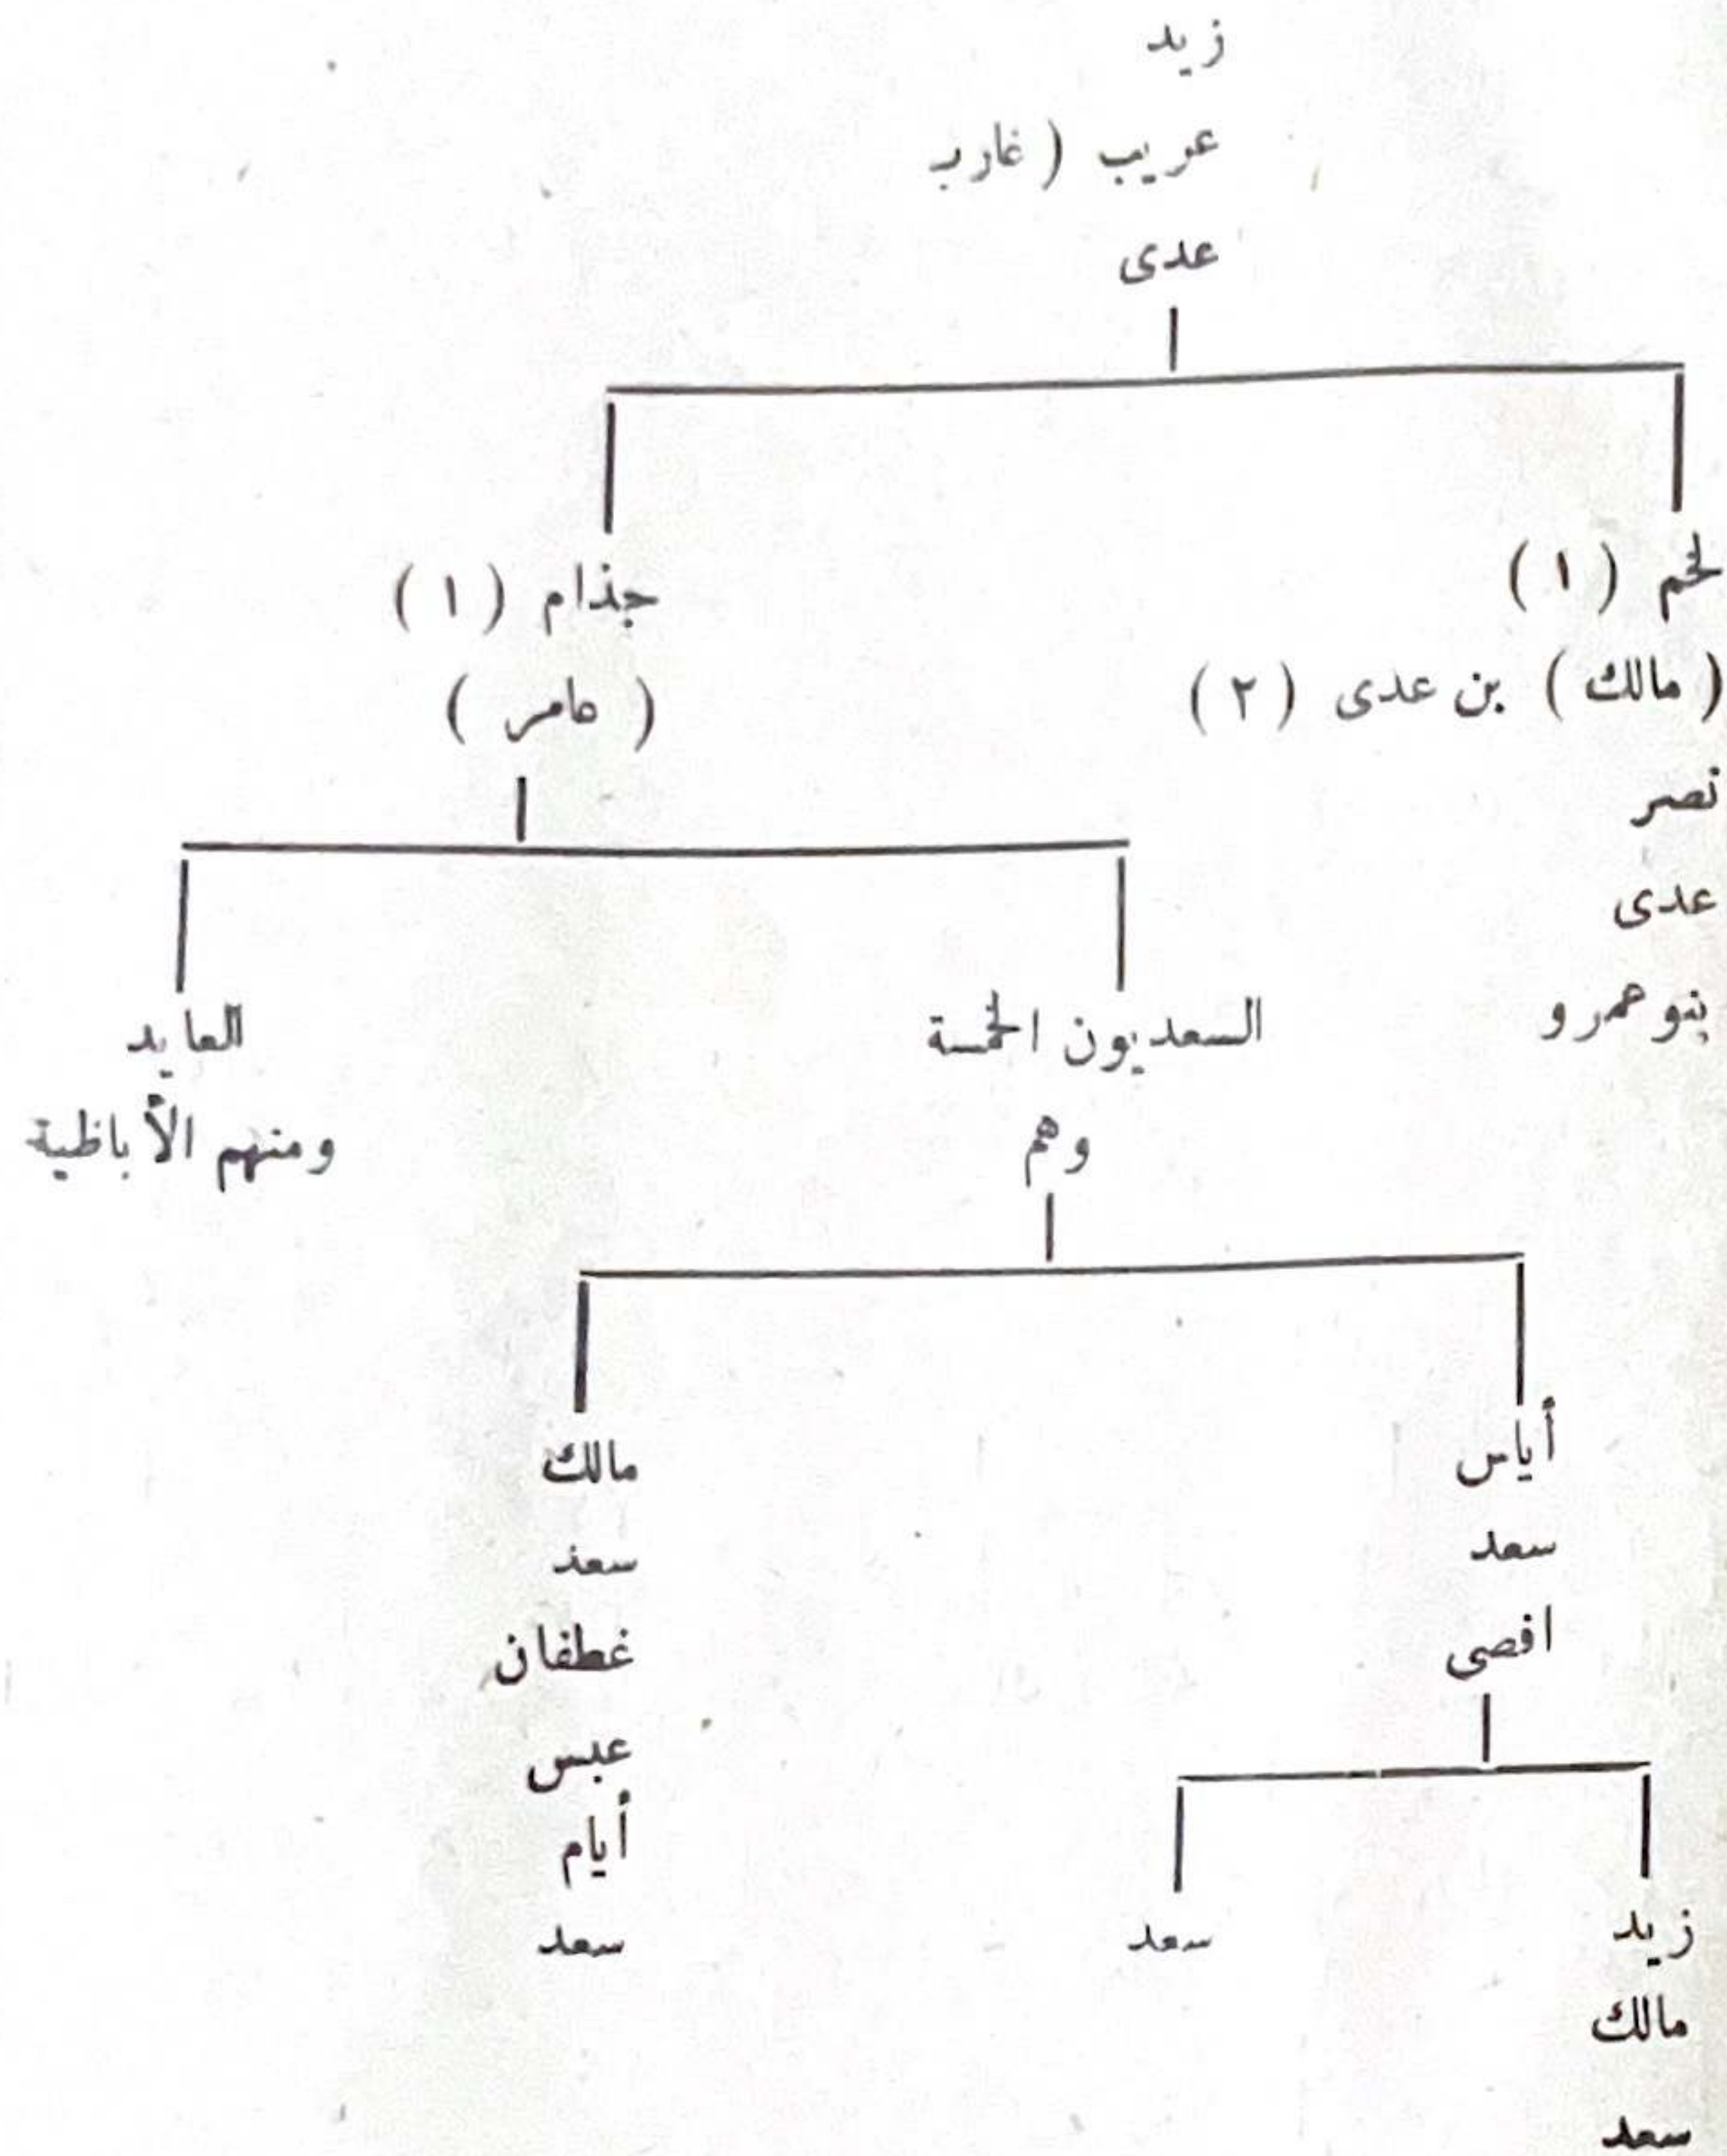 زيد
عريب ( غارب
عدى
لخم ( ١ )
جذام ( ١ )
( مالك ) بن عدى ( ٢ )
( عامر )
نصر
عدى
بنو عمرو
السعديون الخمسة
العايد
وهم
ومنهم الأباظية
أياس
مالك
سعد
سعد
افصى
غطفان
عبس
أيام
زيد
سعد
سعد
مالك
سعد